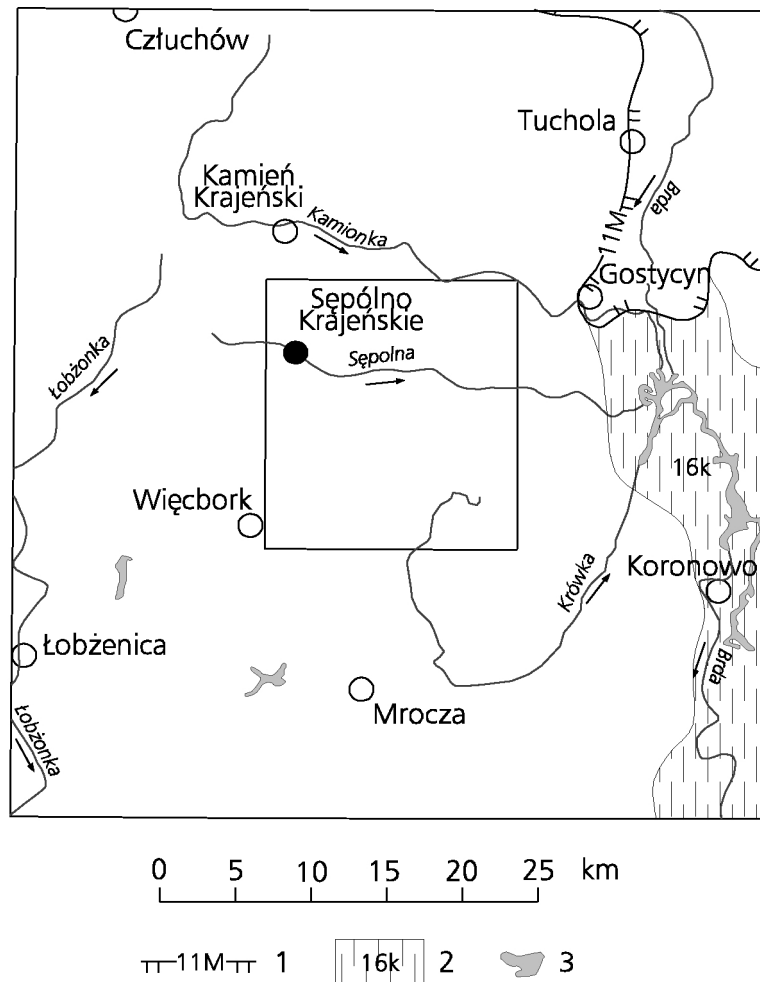 Człuchów
Tuchola
Kamień
Krajeński
Kamionka
Brda
11M
Gostycyn
Sępólno
Krajeńskie
Sępolna
Łobżonka
16k
Więcbork
Koronowo
Krówka
Łobżenica
Brda
Mrocza
Łobżonka
0 5 10 15 20 25 km
11M 1 16k 2 3